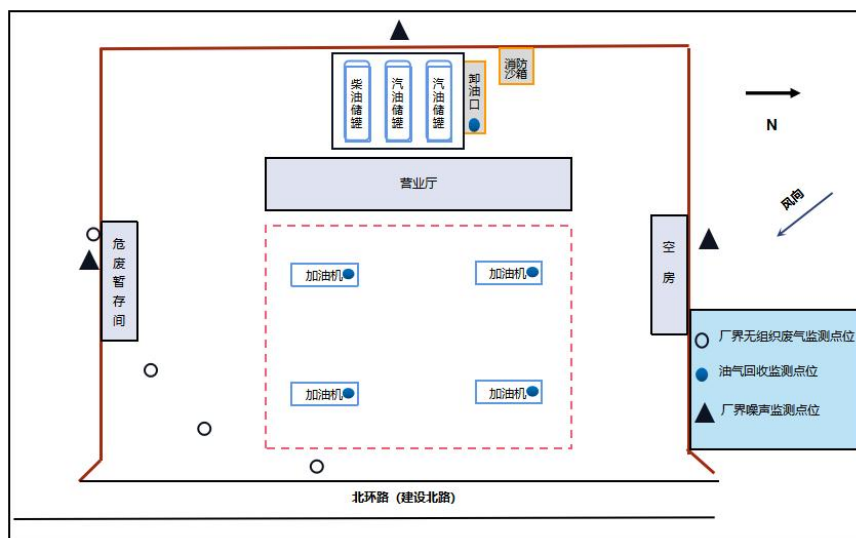 柴油储罐
汽油储罐
汽油储罐
卸油口
消防
沙箱
N
风向
营业厅
危废暂存间
空房
加油机
加油机
加油机
加油机
厂界无组织废气监测点位
油气回收监测点位
厂界噪声监测点位
北环路（建设北路）